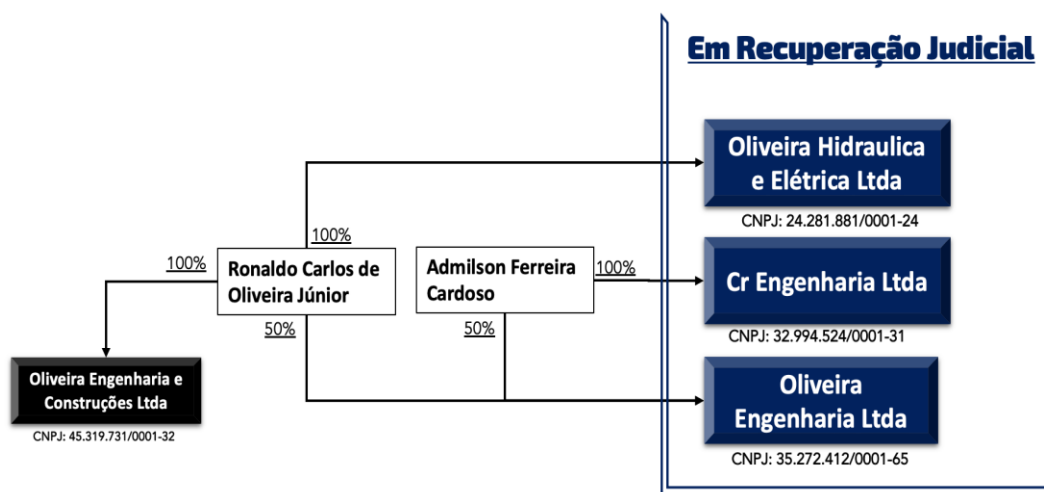 Em Recuperação Judicial
Oliveira Hidraulica
e Elétrica Ltda
CNPJ: 24.281.881/0001-24
100%
100%
Ronaldo Carlos de
Oliveira Júnior
50%
Admilson Ferreira
Cardoso
100%
50%
Cr Engenharia Ltda
CNPJ: 32.994.524/0001-31
Oliveira Engenharia e
Construções Ltda
CNPJ: 45.319.731/0001-32
Oliveira
Engenharia Ltda
CNPJ: 35.272.412/0001-65